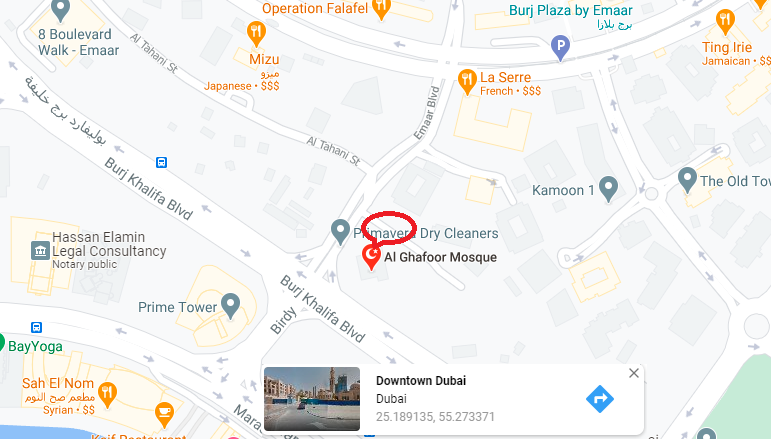 Operation Falafel
Burj Plaza by Emaar
برج بلازا
8 Boulevard
Walk - Emaar
Al Tahani St
Mizu
ميزو
Japanese • $$$
Ting Irie
Jamaican • $$
La Serre
French • $$$
Emaar Blvd
بوليفارد برج خليفة
Al Tahani St
Burj Khalifa Blvd
Kamoon 1
The Old Tow
Primavera Dry Cleaners
Hassan Elamin
Legal Consultancy
Notary public
Al Ghafoor Mosque
Burj Khalifa Blvd
Prime Tower
Birdy
BayYoga
Sah El Nom
مطعم صح النوم
Syrian • $$
Downtown Dubai
Dubai
25.189135, 55.273371
Mara
Keif Restaurant